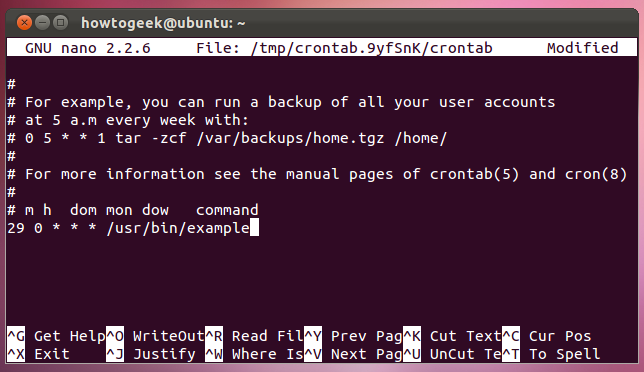 howtogeek@ubuntu: ~
GNU nano 2.2.6 File: /tmp/crontab.9yfSnK/crontab Modified
#
# For example, you can run a backup of all your user accounts
# at 5 a.m every week with:
# 0 5 * * 1 tar -zcf /var/backups/home.tgz /home/
#
# For more information see the manual pages of crontab(5) and cron(8)
#
# m h  dom mon dow   command
29 0 * * * /usr/bin/example
^G Get Help^O WriteOut^R Read Fil^Y Prev Pag^K Cut Text^C Cur Pos
^X Exit ^J Justify ^W Where Is^V Next Pag^U UnCut Te^T To Spell